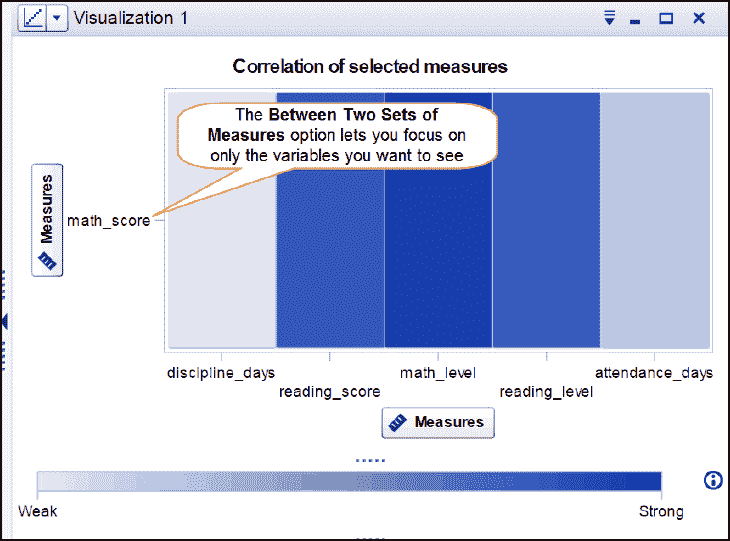 Visualization 1
Correlation of selected measures
The Between Two Sets of
Measures option lets you focus on
only the variables you want to see
Measures
math_score
discipline_days
reading_score
math_level
reading_level
attendance_days
Measures
Weak
Strong